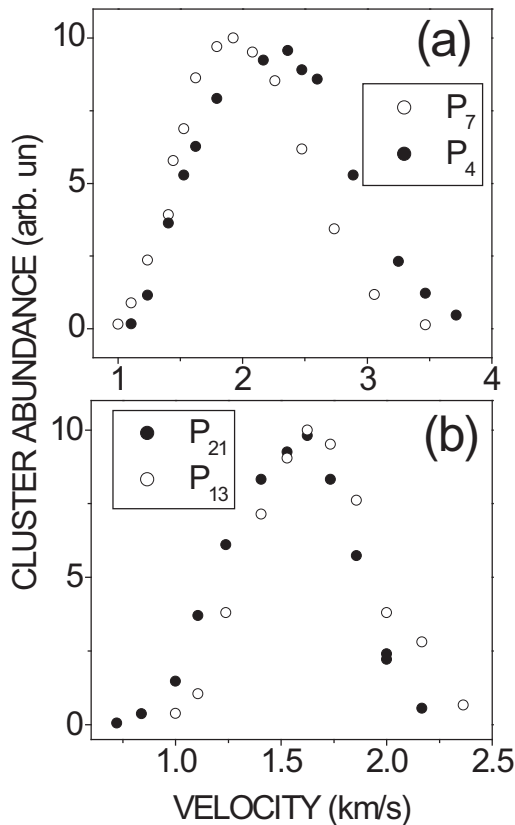 CLUSTER ABUNDANCE (arb. un)
10
5
0
(a)
P7
P4
1 2 3 4
10
5
0
(b)
P21
P13
1.0 1.5 2.0 2.5
VELOCITY (km/s)